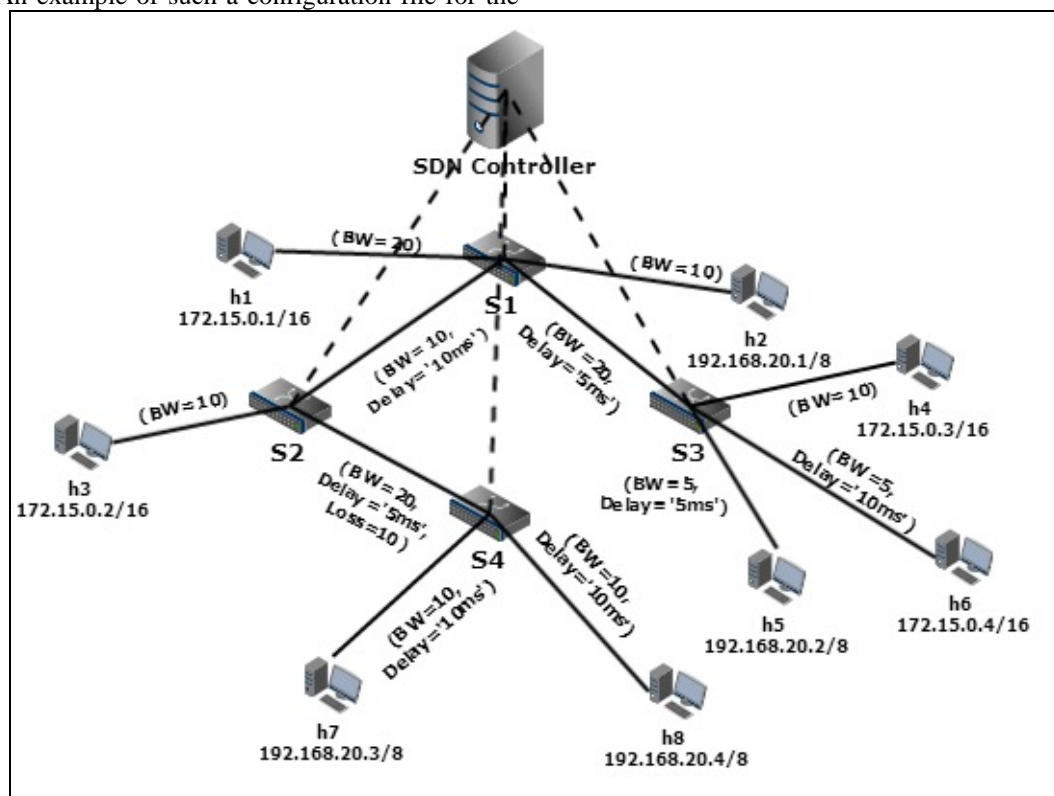 An example of such a configuration file for the
SDN Controller
(BW=20)
(BW=10)
h1
172.15.0.1/16
S1
h2
192.168.20.1/8
(BW=10,
Delay='10ms')
(BW=20,
Delay='5ms')
(BW=10)
h4
172.15.0.3/16
(BW=10)
S2
S3
h3
172.15.0.2/16
(BW=20,
Delay='5ms',
Loss=10)
(BW=5,
Delay='5ms')
(BW=5,
Delay='10ms')
S4
(BW=10,
Delay='10ms')
(BW=10,
Delay='10ms')
h5
192.168.20.2/8
h6
172.15.0.4/16
h7
192.168.20.3/8
h8
192.168.20.4/8